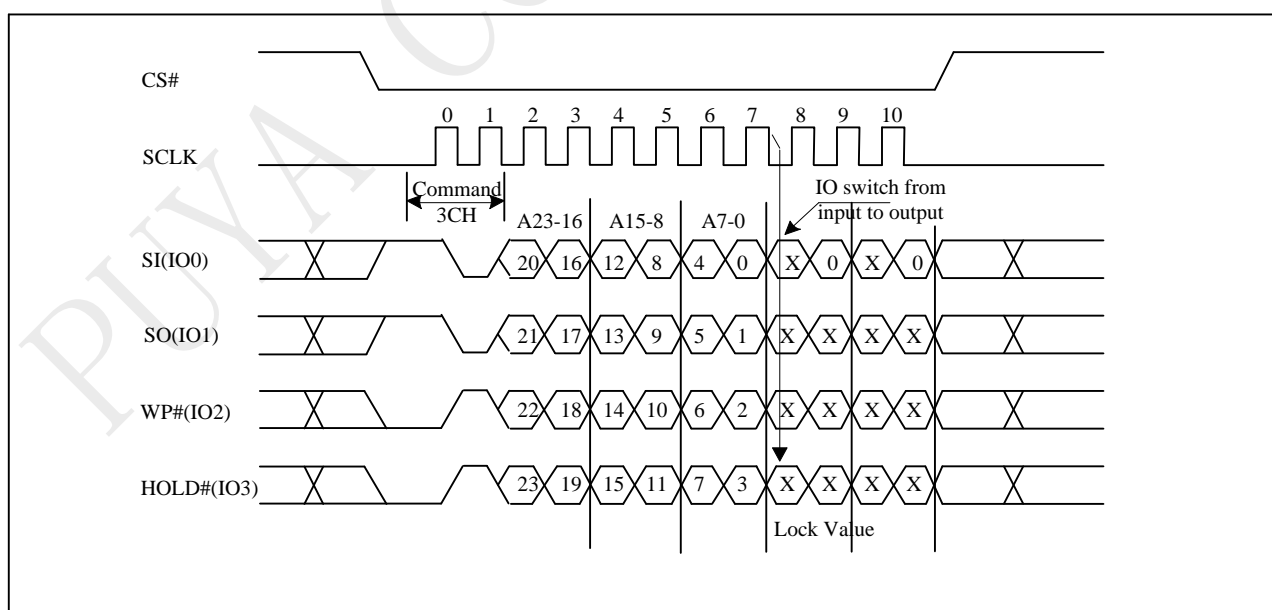 PUYA CO
CS#
0 1 2 3 4 5 6 7 8 9 10
SCLK
Command
3CH
IO switch from
input to output
A23-16 A15-8 A7-0
SI(IO0) 20 16 12 8 4 0 X 0 X 0
SO(IO1) 21 17 13 9 5 1 X X X X
WP#(IO2) 22 18 14 10 6 2 X X X X
HOLD#(IO3) 23 19 15 11 7 3 X X X X
Lock Value